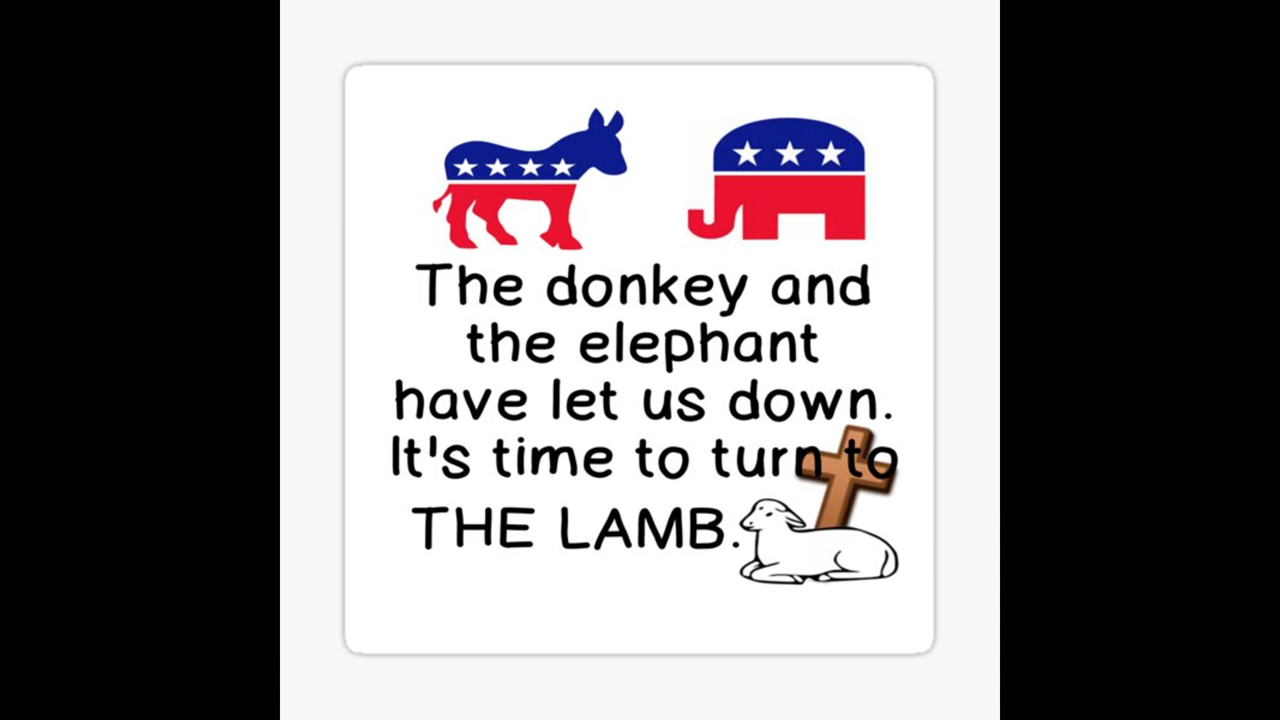 The donkey and
the elephant
have let us down.
It's time to turn to
THE LAMB.